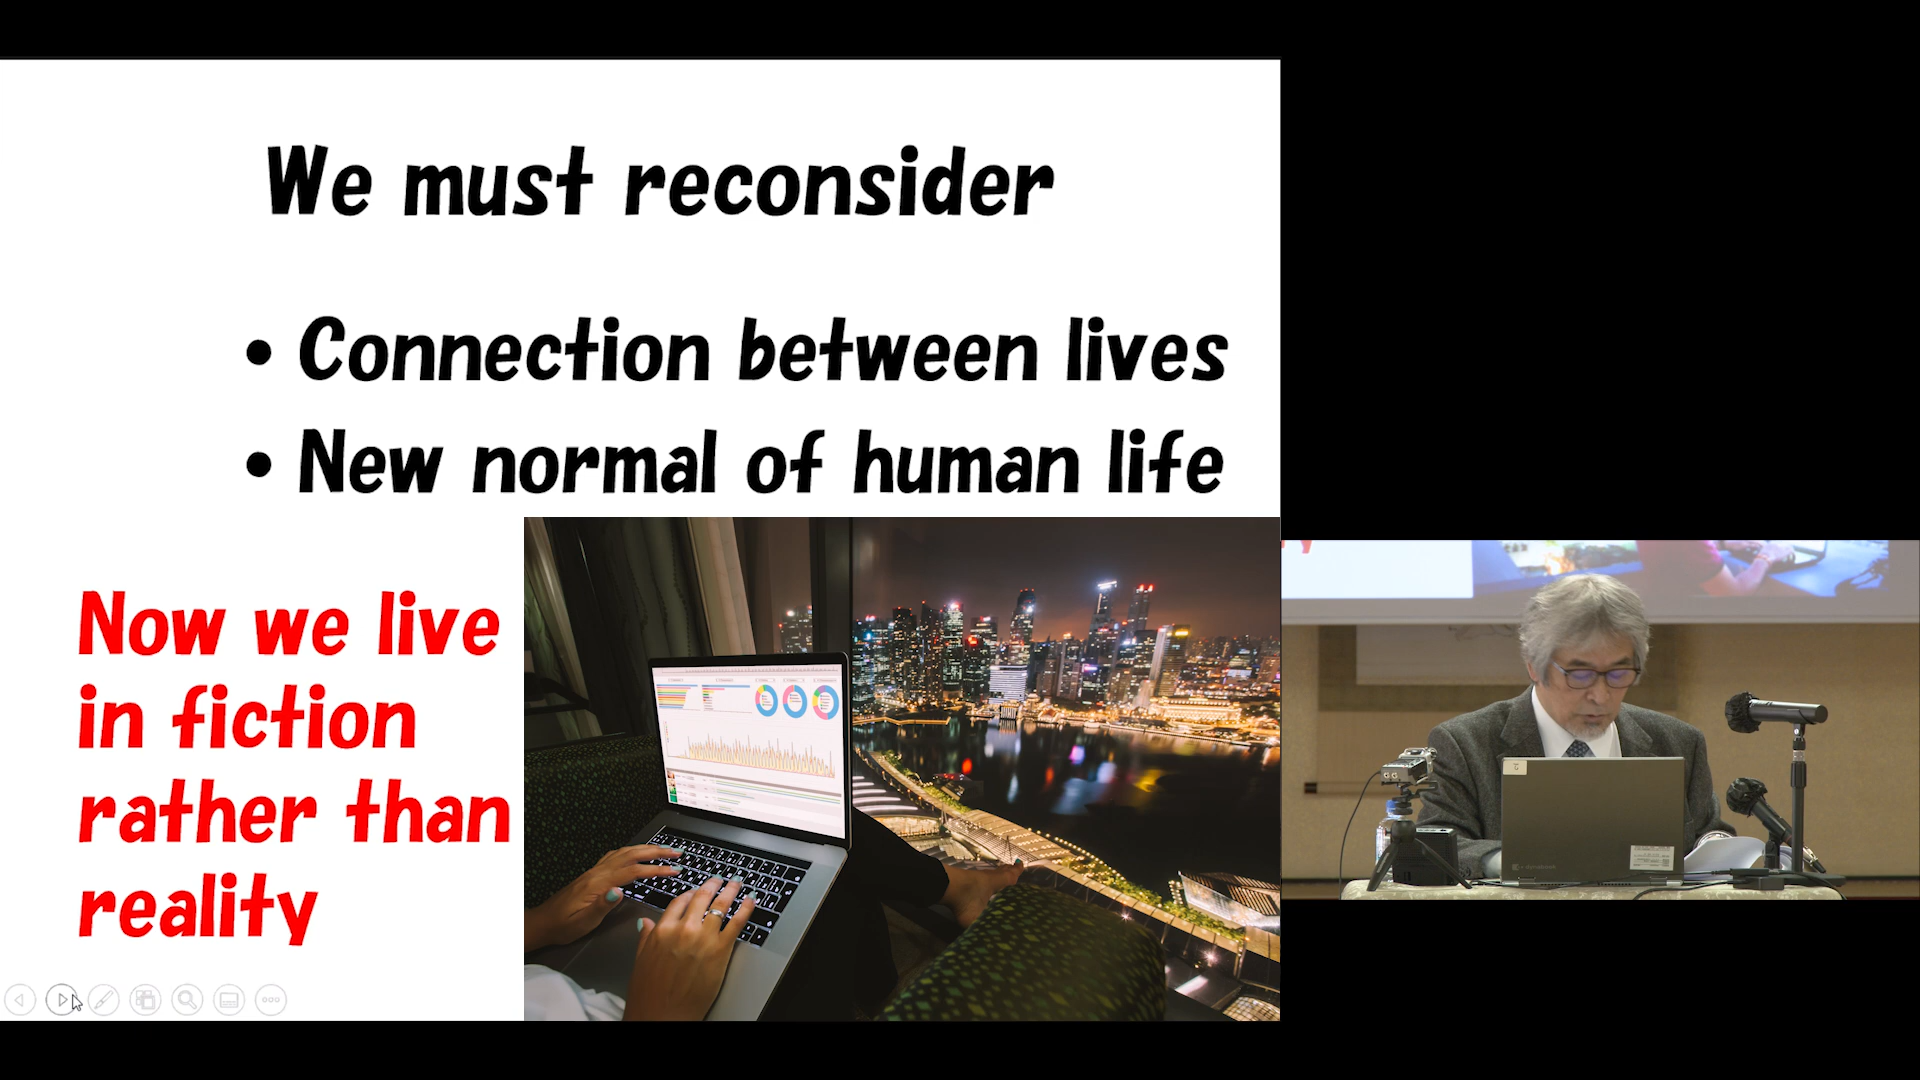 We must reconsider
• Connection between lives
• New normal of human life
Now we live
in fiction
rather than
reality